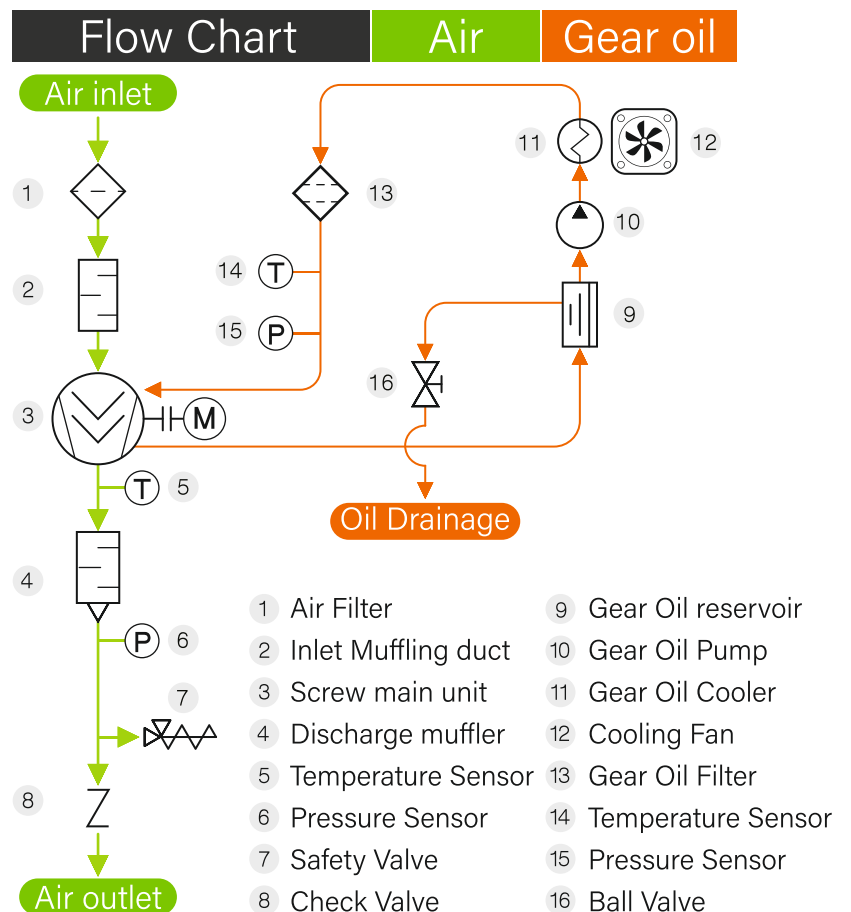 Flow Chart Air Gear oil
Air inlet
11 12
1 13
10
14 T
2
15 P 9
16
3 M
T 5
Oil Drainage
4
P 6
7
8
1 Air Filter
2 Inlet Muffling duct
3 Screw main unit
4 Discharge muffler
5 Temperature Sensor
6 Pressure Sensor
7 Safety Valve
8 Check Valve
9 Gear Oil reservoir
10 Gear Oil Pump
11 Gear Oil Cooler
12 Cooling Fan
13 Gear Oil Filter
14 Temperature Sensor
15 Pressure Sensor
16 Ball Valve
Air outlet